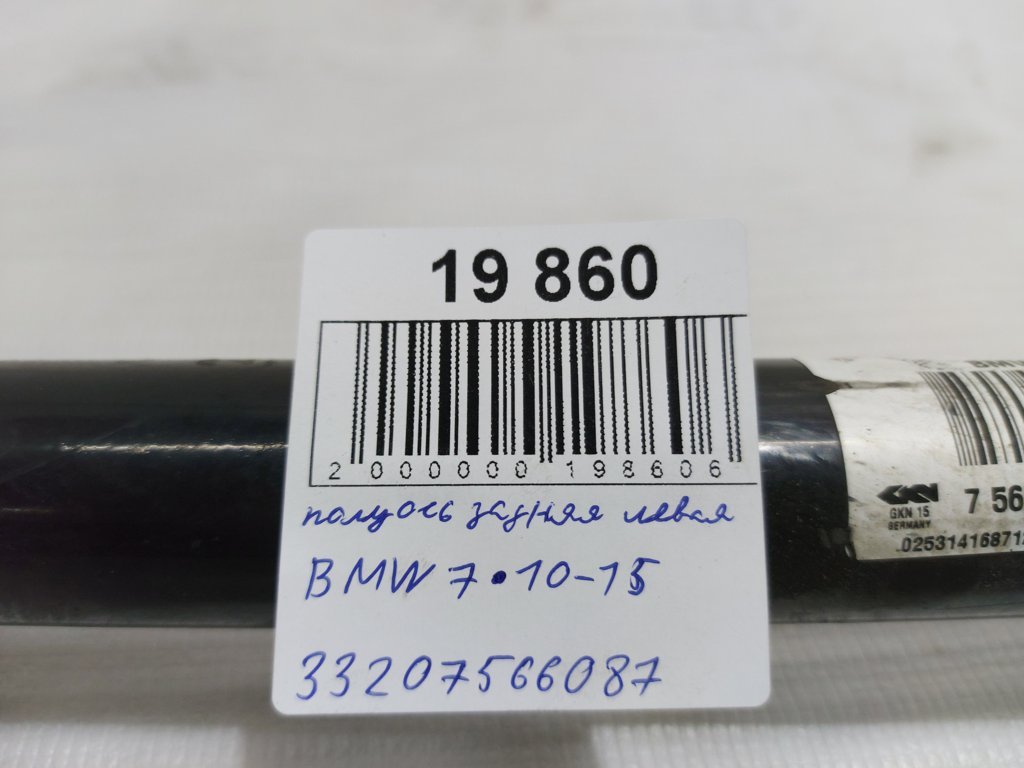 19 860
2 000000 198606
полуось задняя левая
BMW 7 • 10-15
33207566087
GKN
GKN 15
GERMANY
7 56